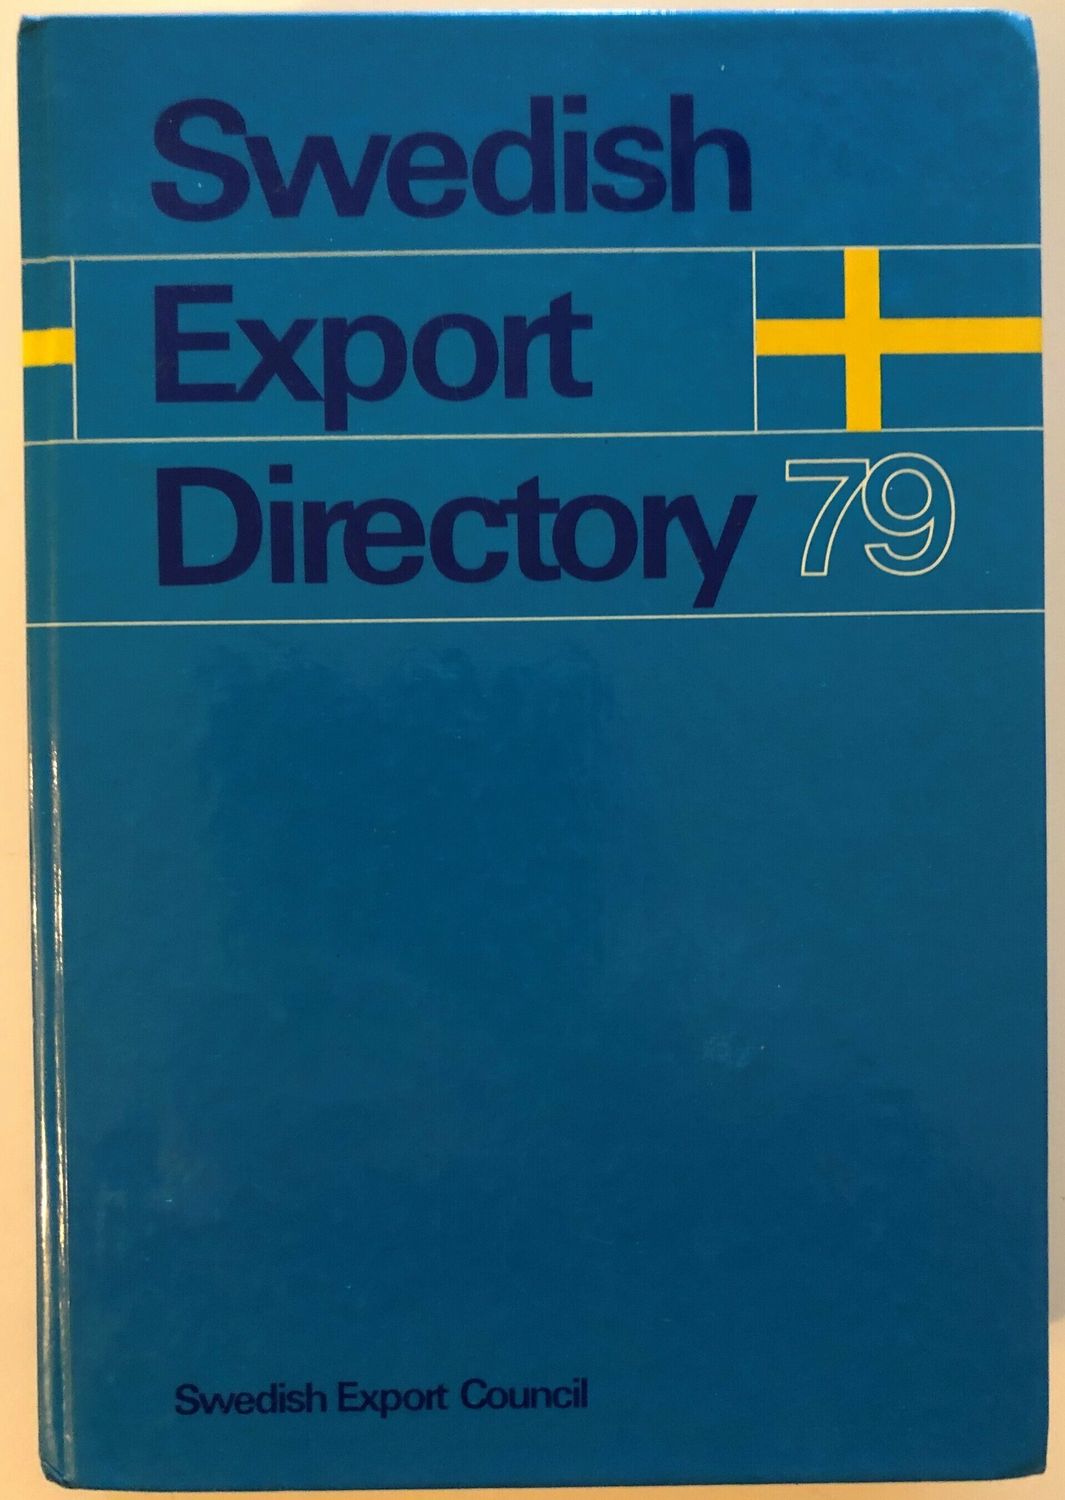 Swedish
Export
Directory 79
Swedish Export Council